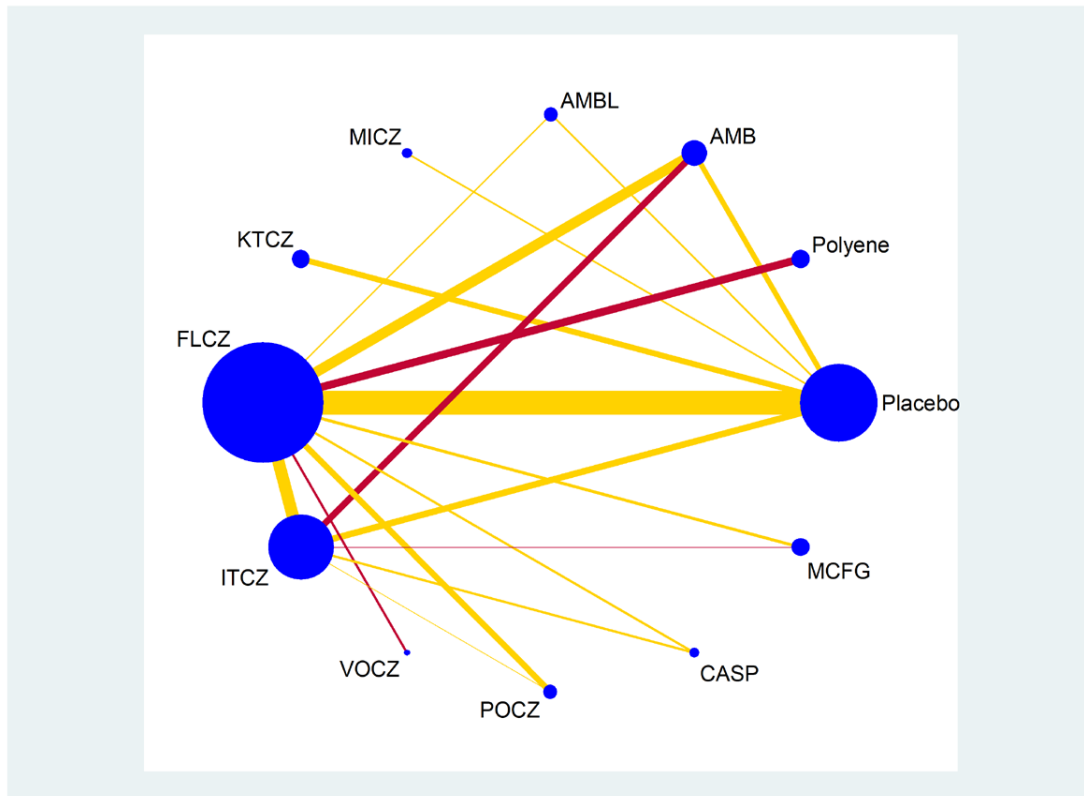 AMBL
AMB
MICZ
Polyene
KTCZ
FLCZ
Placebo
ITCZ
MCFG
VOCZ
CASP
POCZ